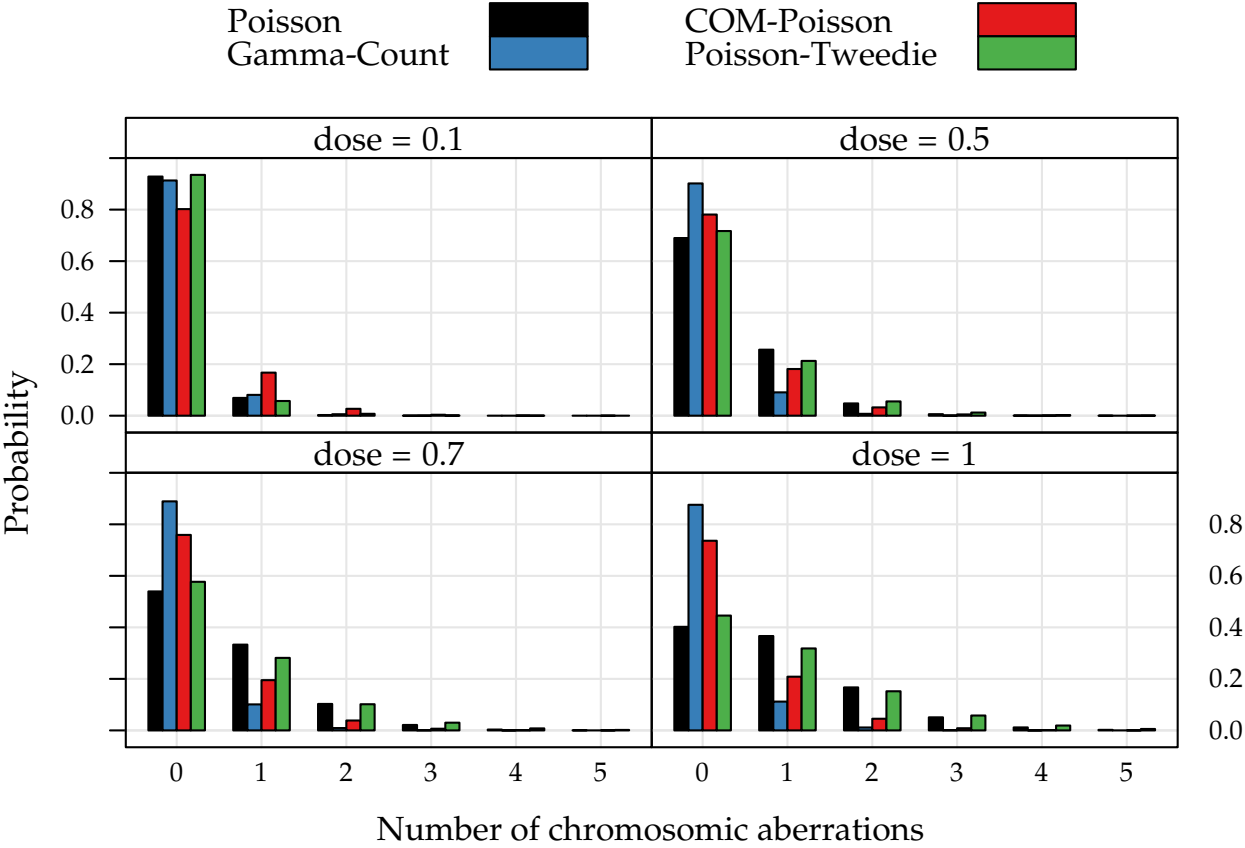 Poisson COM-Poisson
Gamma-Count Poisson-Tweedie
dose = 0.1 dose = 0.5
0.8
0.6
0.4
0.2
0.0
Probability
dose = 0.7 dose = 1
0.8
0.6
0.4
0.2
0.0
0 1 2 3 4 5 0 1 2 3 4 5
Number of chromosomic aberrations